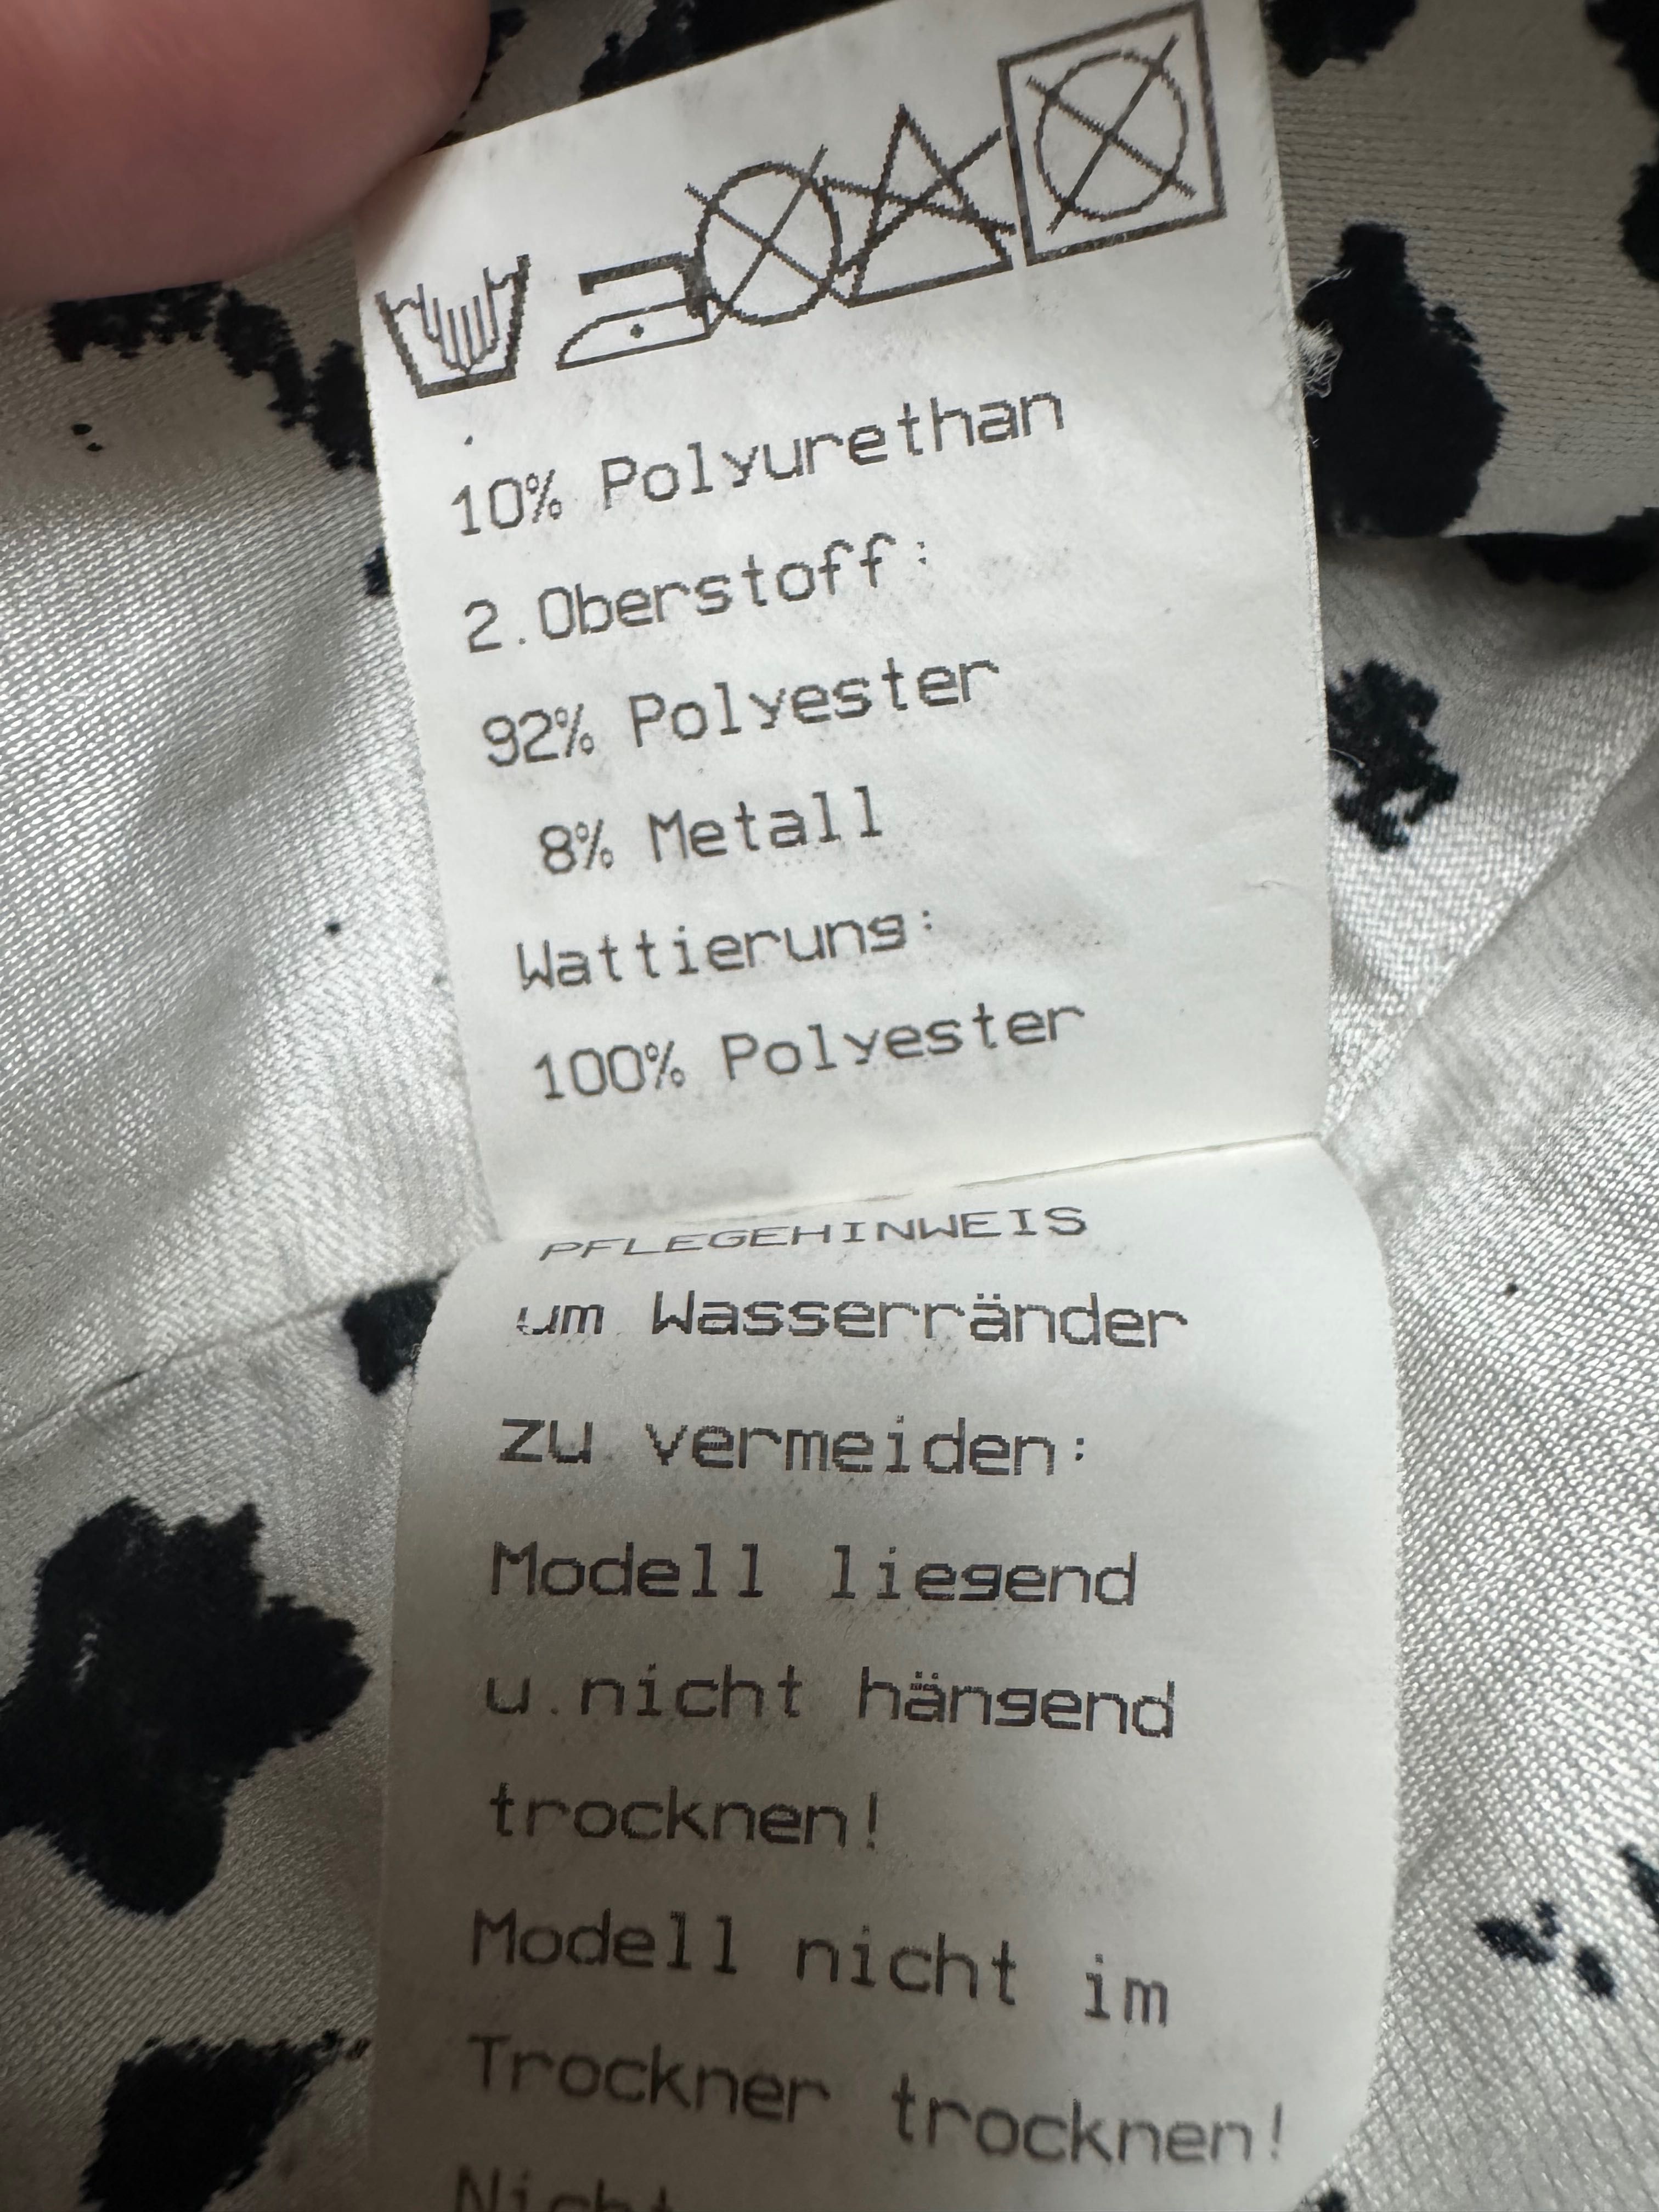 10% Polyurethan
2.Oberstoff:
92% Polyester
8% Metall
Wattierung:
100% Polyester
PFLEGEHINWEIS
um Wasserränder
zu vermeiden:
Modell liegend
u.nicht hängend
trocknen!
Modell nicht im
Trockner trocknen!
Nicht